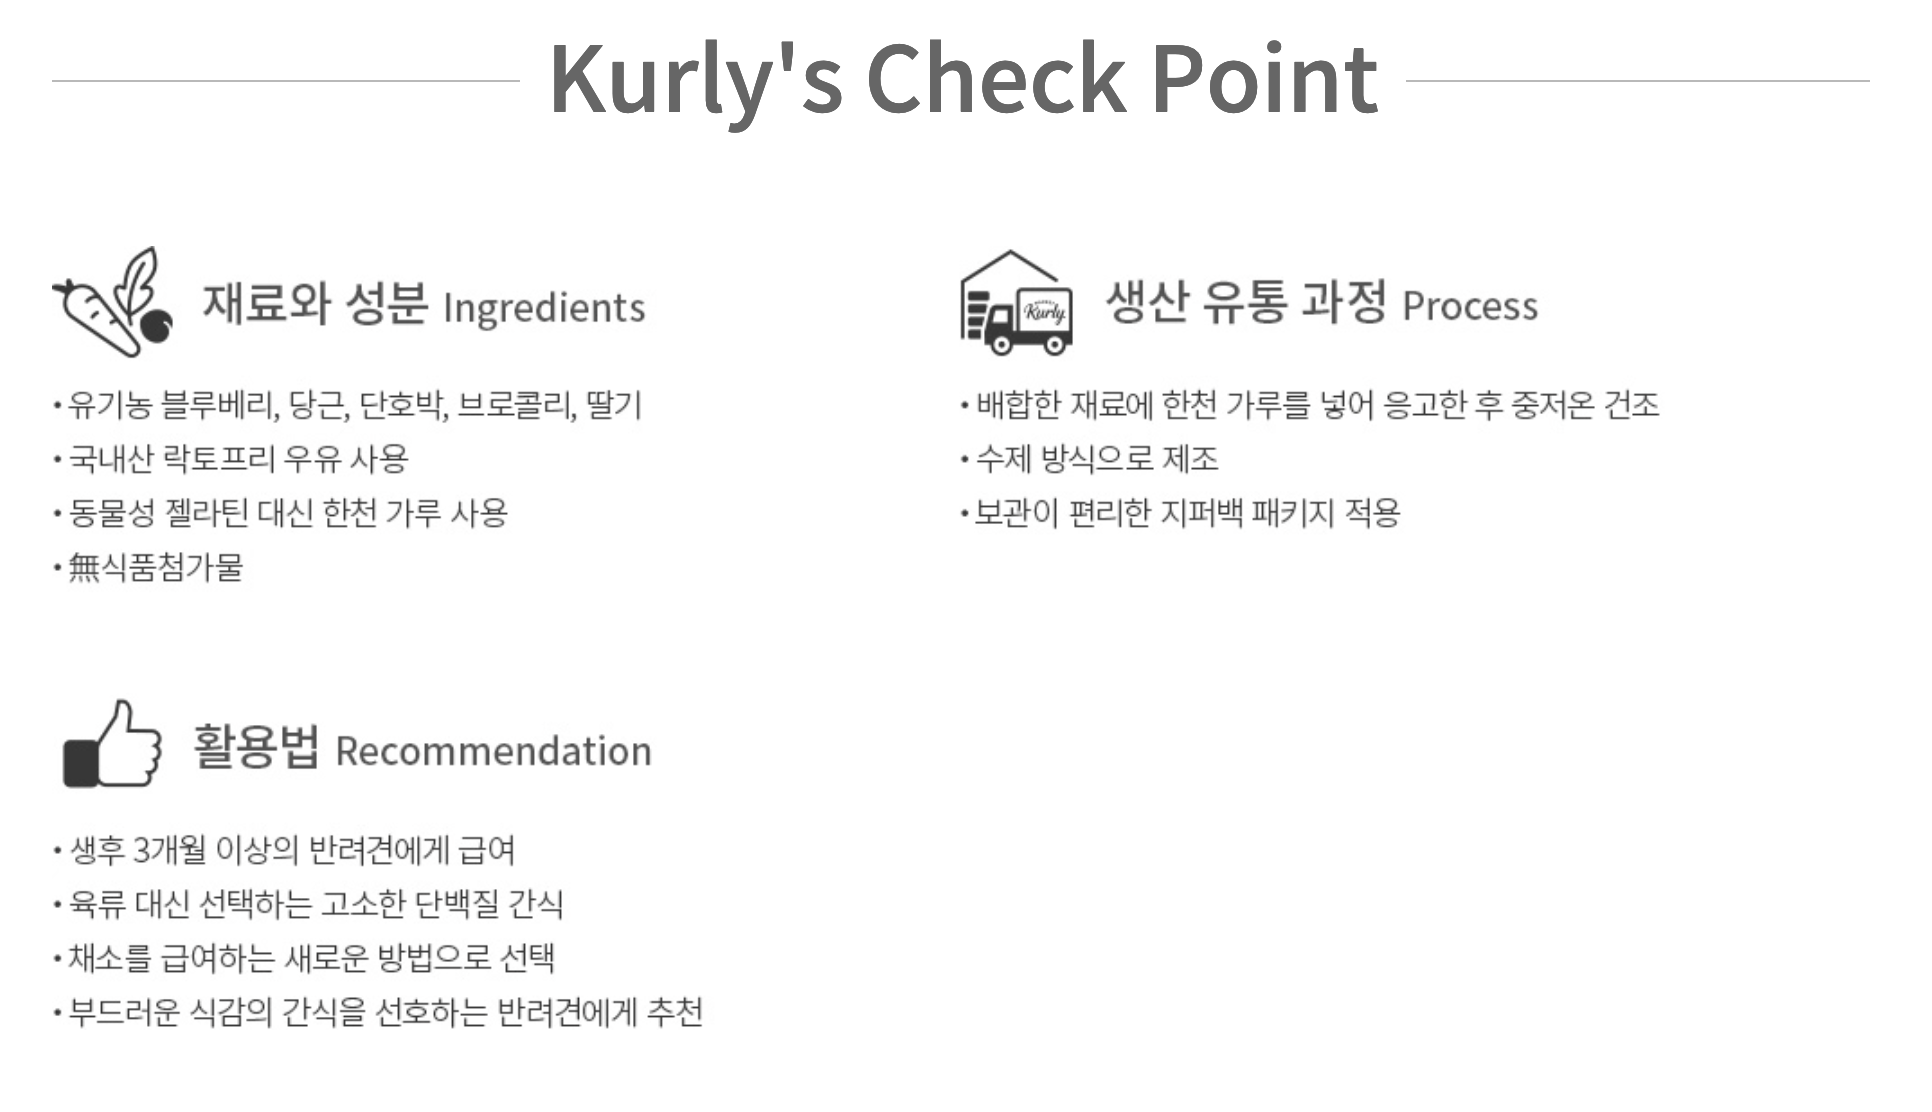 Kurly's Check Point
재료와 성분 Ingredients
• 유기농 블루베리, 당근, 단호박, 브로콜리, 딸기
• 국내산 락토프리 우유 사용
• 동물성 젤라틴 대신 한천 가루 사용
• 無식품첨가물
Kurly
생산 유통 과정 Process
• 배합한 재료에 한천 가루를 넣어 응고한 후 중저온 건조
• 수제 방식으로 제조
• 보관이 편리한 지퍼백 패키지 적용
활용법 Recommendation
• 생후 3개월 이상의 반려견에게 급여
• 육류 대신 선택하는 고소한 단백질 간식
• 채소를 급여하는 새로운 방법으로 선택
• 부드러운 식감의 간식을 선호하는 반려견에게 추천